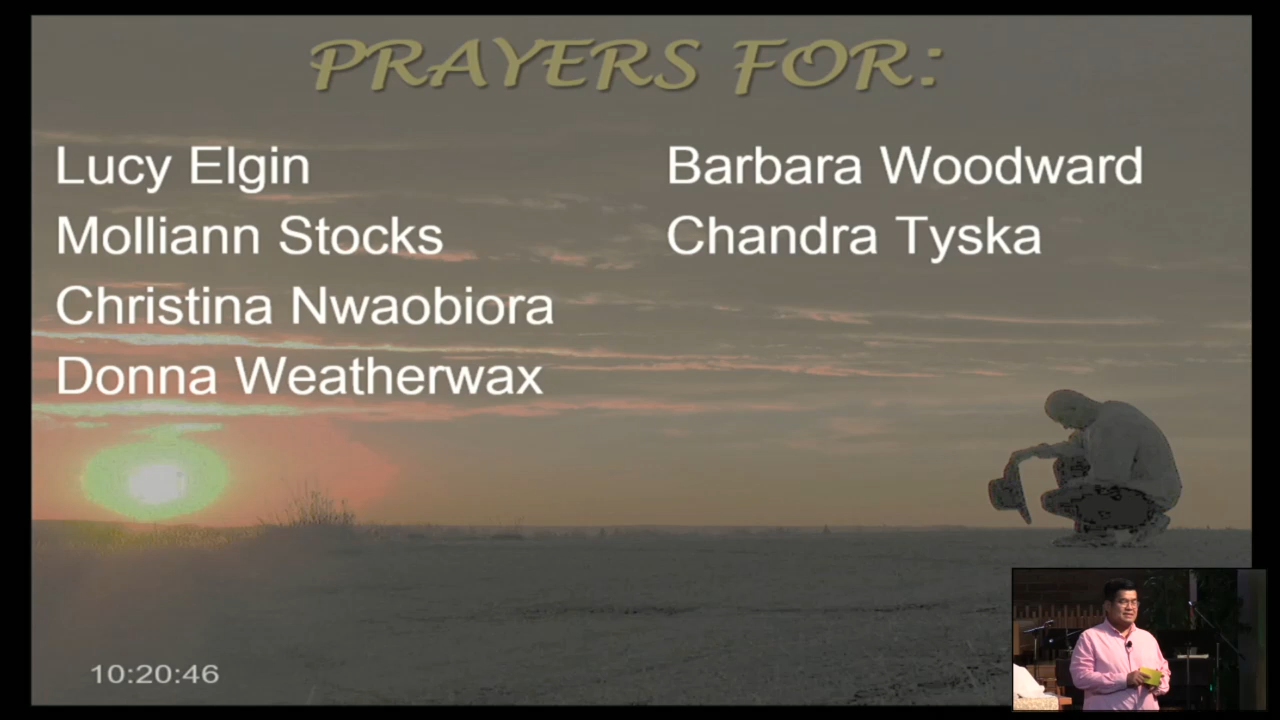 PRAYERS FOR:
Lucy Elgin
Molliann Stocks
Christina Nwaobiora
Donna Weatherwax
Barbara Woodward
Chandra Tyska
10:20:46